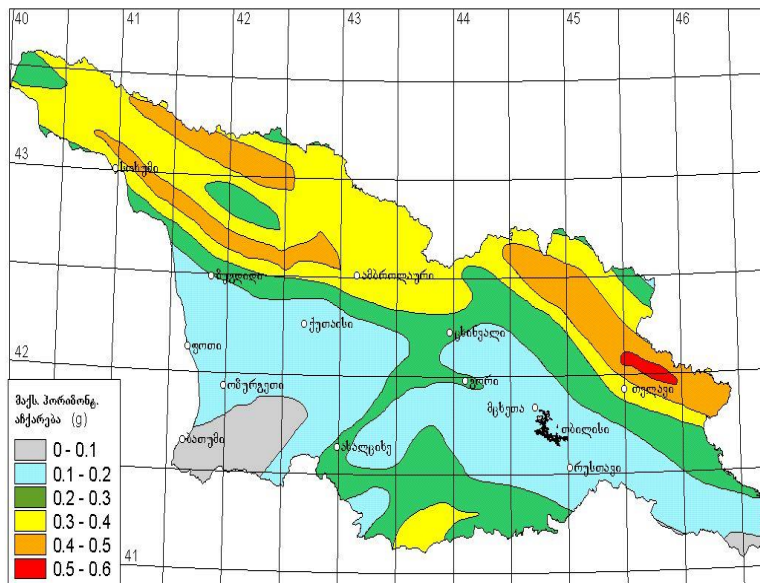 40 41 42 43 44 45 46
43
სოხუმი
ზუგდიდი
ამბროლაური
ქუთაისი
ცხინვალი
42
ფოთი
ოზურგეთი
გორი
თელავი
მცხეთა
თბილისი
ბათუმი
ახალციხე
რუსთავი
41
მაქს. ჰორიზონტ.
აჩქარება (g)
0 - 0.1
0.1 - 0.2
0.2 - 0.3
0.3 - 0.4
0.4 - 0.5
0.5 - 0.6